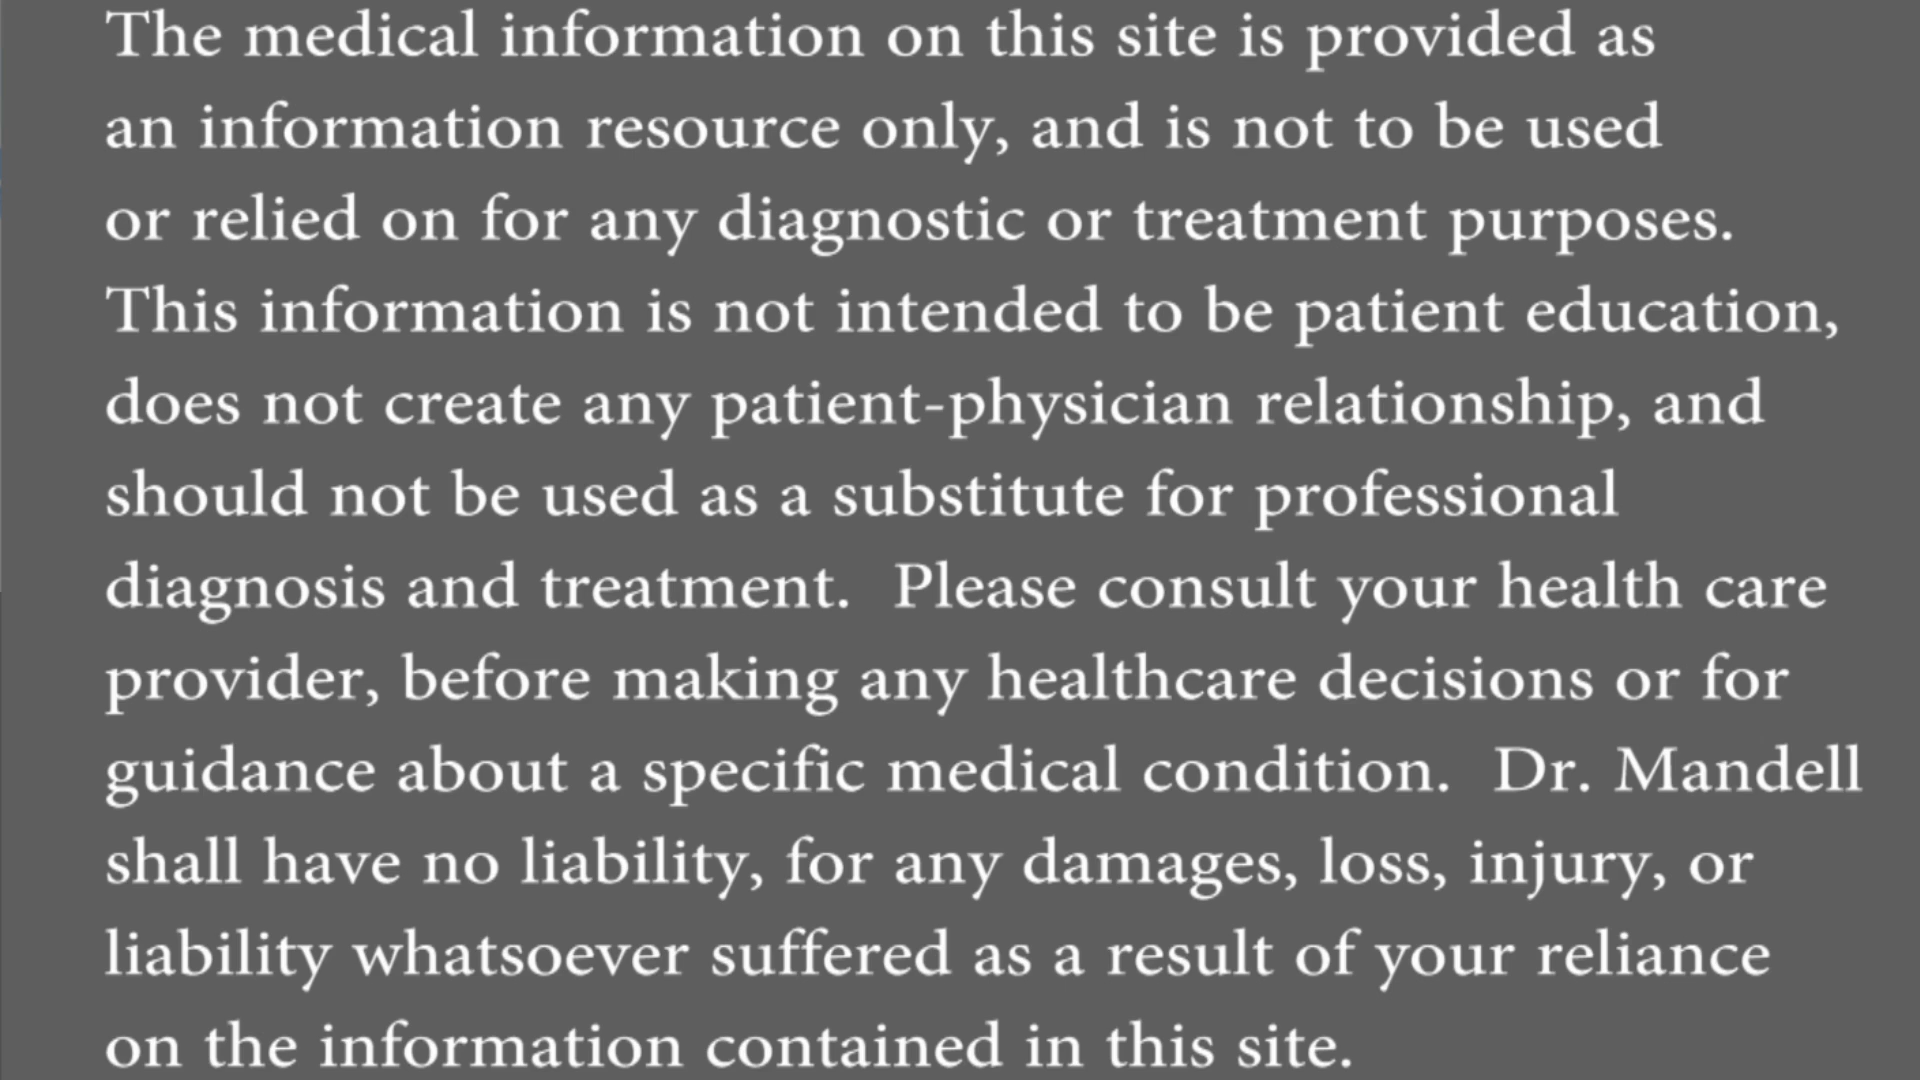 The medical information on this site is provided as
an information resource only, and is not to be used
or relied on for any diagnostic or treatment purposes.
This information is not intended to be patient education,
does not create any patient-physician relationship, and
should not be used as a substitute for professional
diagnosis and treatment.  Please consult your health care
provider, before making any healthcare decisions or for
guidance about a specific medical condition.  Dr. Mandell
shall have no liability, for any damages, loss, injury, or
liability whatsoever suffered as a result of your reliance
on the information contained in this site.